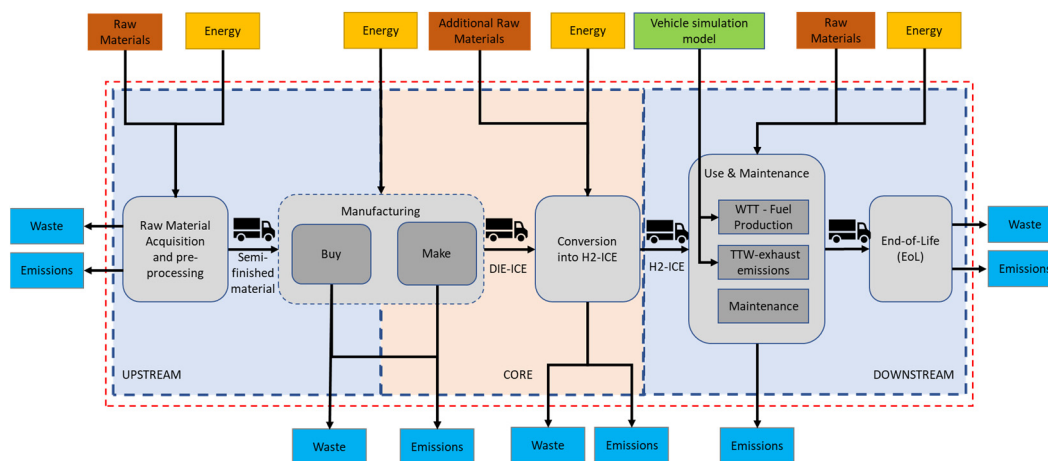 Raw
Materials
Energy
Energy
Additional Raw
Materials
Energy
Vehicle simulation
model
Raw
Materials
Energy
Waste
Emissions
Raw Material
Acquisition
and pre-
processing
Semi-
finished
material
Manufacturing
Buy
Make
DIE-ICE
Conversion
into H2-ICE
H2-ICE
Use & Maintenance
WTT - Fuel
Production
TTW-exhaust
emissions
Maintenance
End-of-Life
(EoL)
Waste
Emissions
UPSTREAM
CORE
DOWNSTREAM
Waste
Emissions
Waste
Emissions
Emissions